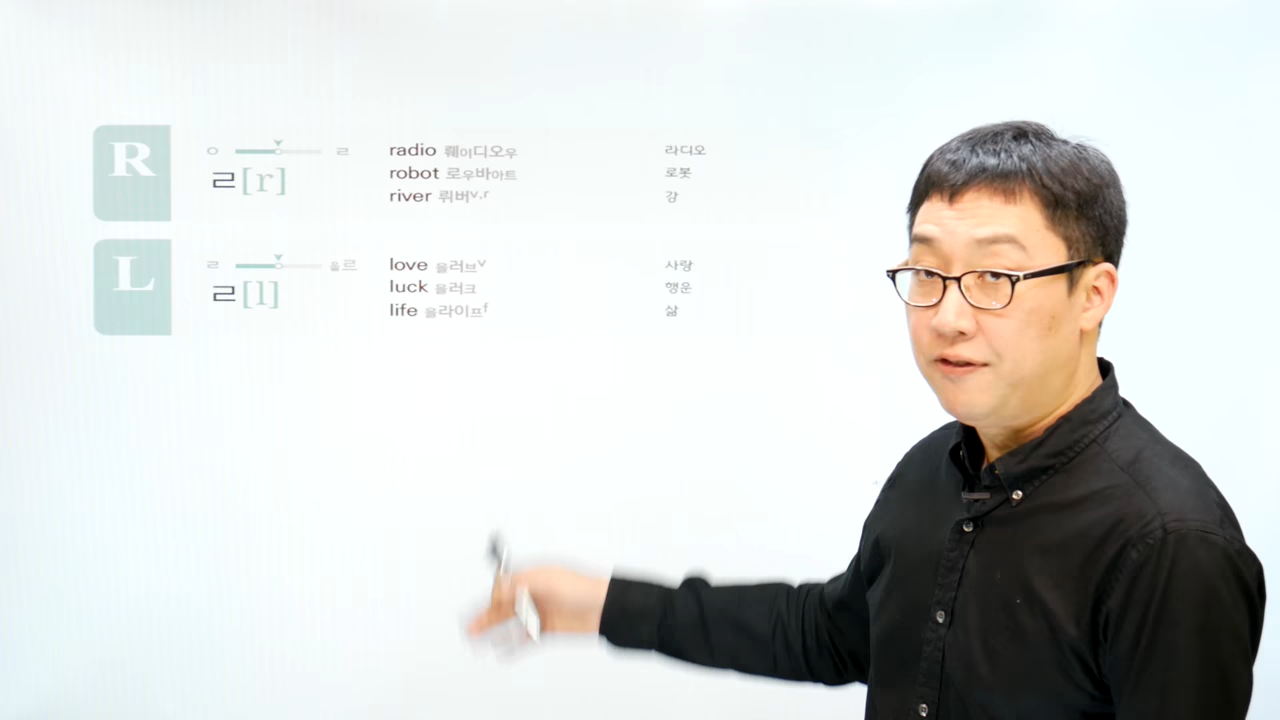 R
ㅇ ㄹ
ㄹ[r]
radio 뤠이디오우 라디오
robot 로우바아트 로봇
river 뤼버v,r 강
L
ㄹ 을르
ㄹ[l]
love 을러브v 사랑
luck 을러크 행운
life 을라이프f 삶